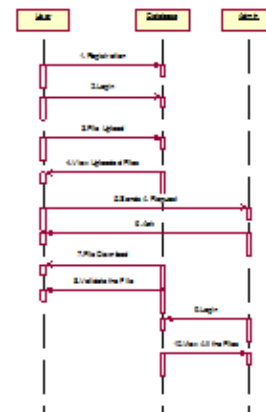 User
Database
Admin
1.Registration
2.Login
3.File Upload
4.View Uploaded Files
5.Sends A Request
6.Ack
7.File Download
8.Validate the File
9.Login
10.View All the Files